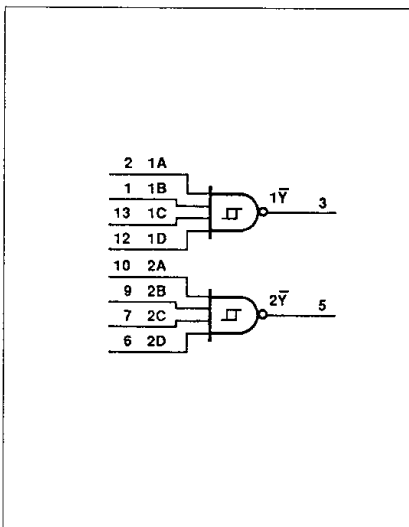 2 1A
1 1B
1Y̅ 3
13 1C
12 1D
10 2A
9 2B
2Y̅ 5
7 2C
6 2D